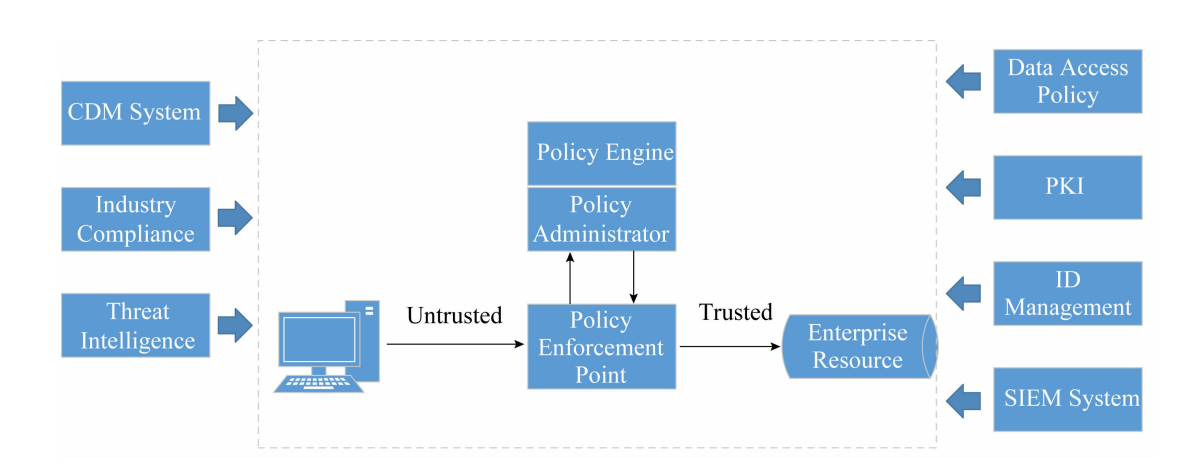 CDM System
Industry
Compliance
Threat
Intelligence
Policy Engine
Policy
Administrator
Untrusted
Policy
Enforcement
Point
Trusted
Enterprise
Resource
Data Access
Policy
PKI
ID
Management
SIEM System